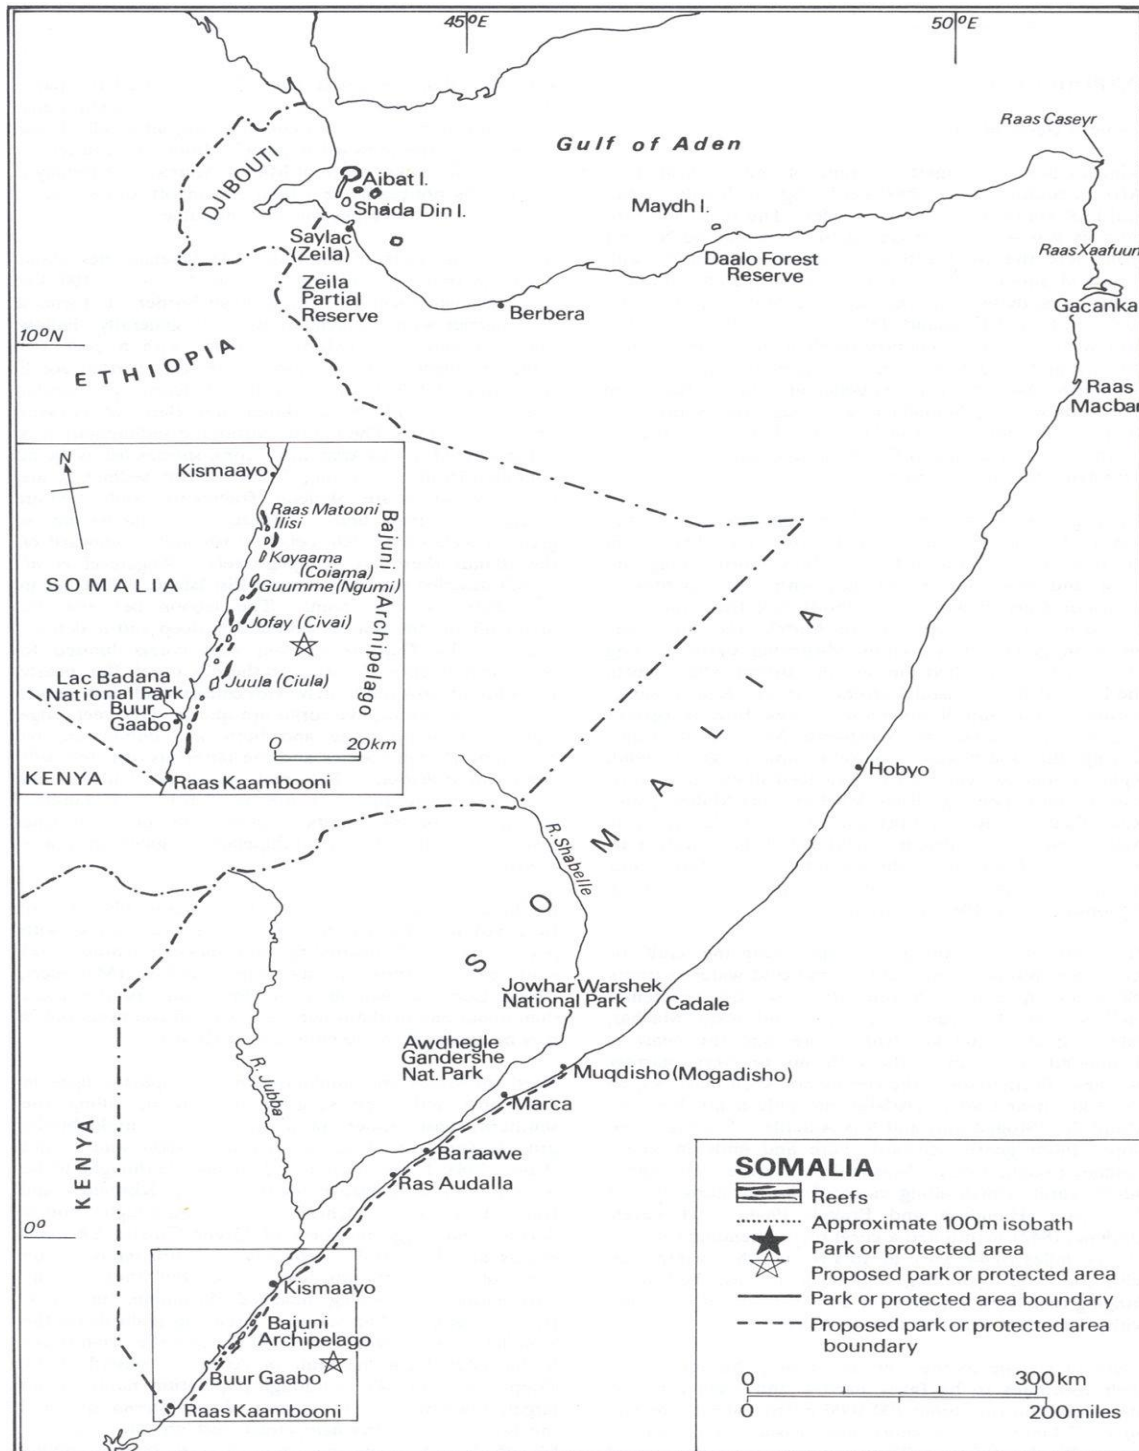 45°E
50°E
Raas Caseyr
Gulf of Aden
DJIBOUTI
Aibat I.
Shada Din I.
Maydh I.
Saylac
(Zeila)
Daalo Forest
Reserve
Raas Xaafuun
Zeila
Partial
Reserve
Berbera
Gacanka
10°N
ETHIOPIA
Raas
Macbar
N
Kismaayo
Raas Matooni
Ilisi
Koyaama
(Coiama)
Guumme (Ngumi)
Jofay (Civai)
Juula (Ciula)
Bajuni Archipelago
SOMALIA
Lac Badana
National Park
Buur
Gaabo
0 20km
KENYA
Raas Kaambooni
SOMALIA
Hobyo
R. Shabelle
Jowhar Warshek
National Park
Cadale
Awdhegle
Gandershe
Nat. Park
Muqdisho (Mogadisho)
Marca
R. Jubba
Baraawe
Ras Audalla
KENYA
0°
Kismaayo
Bajuni
Archipelago
Buur Gaabo
Raas Kaambooni
SOMALIA
Reefs
Approximate 100m isobath
Park or protected area
Proposed park or protected area
Park or protected area boundary
Proposed park or protected area
boundary
0 300 km
0 200 miles